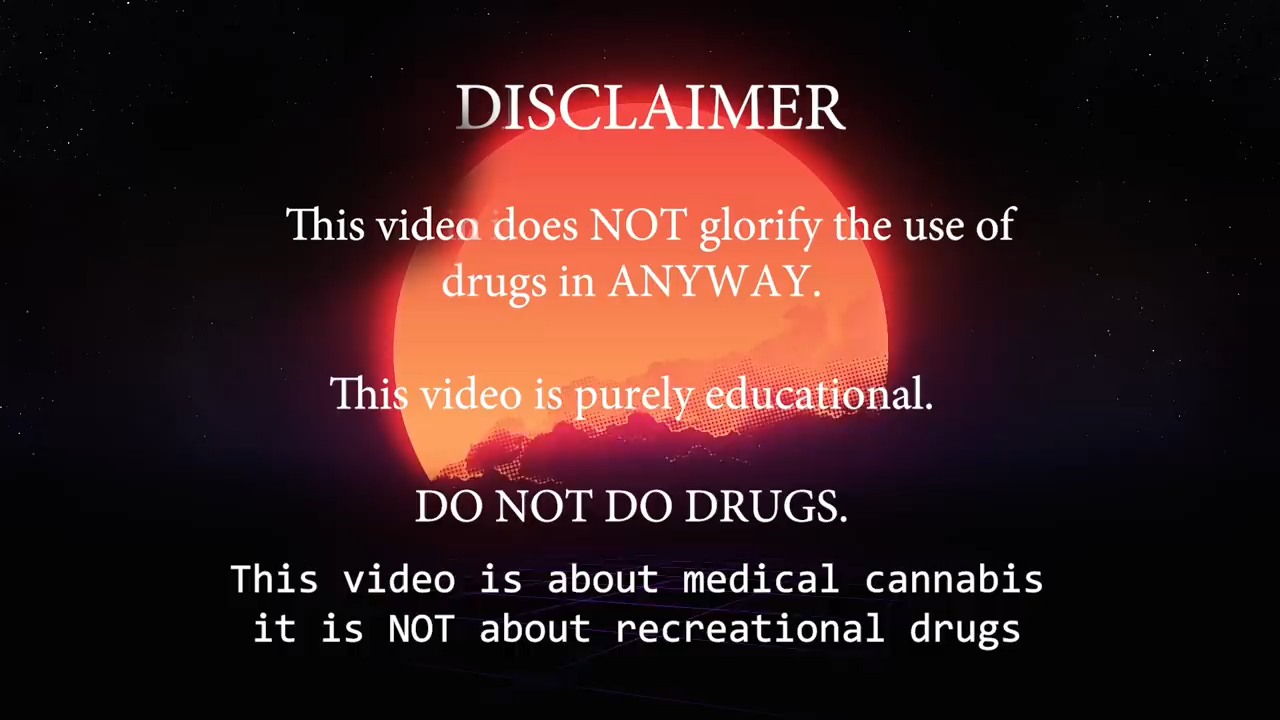 DISCLAIMER
This video does NOT glorify the use of
drugs in ANYWAY.
This video is purely educational.
DO NOT DO DRUGS.
This video is about medical cannabis
it is NOT about recreational drugs